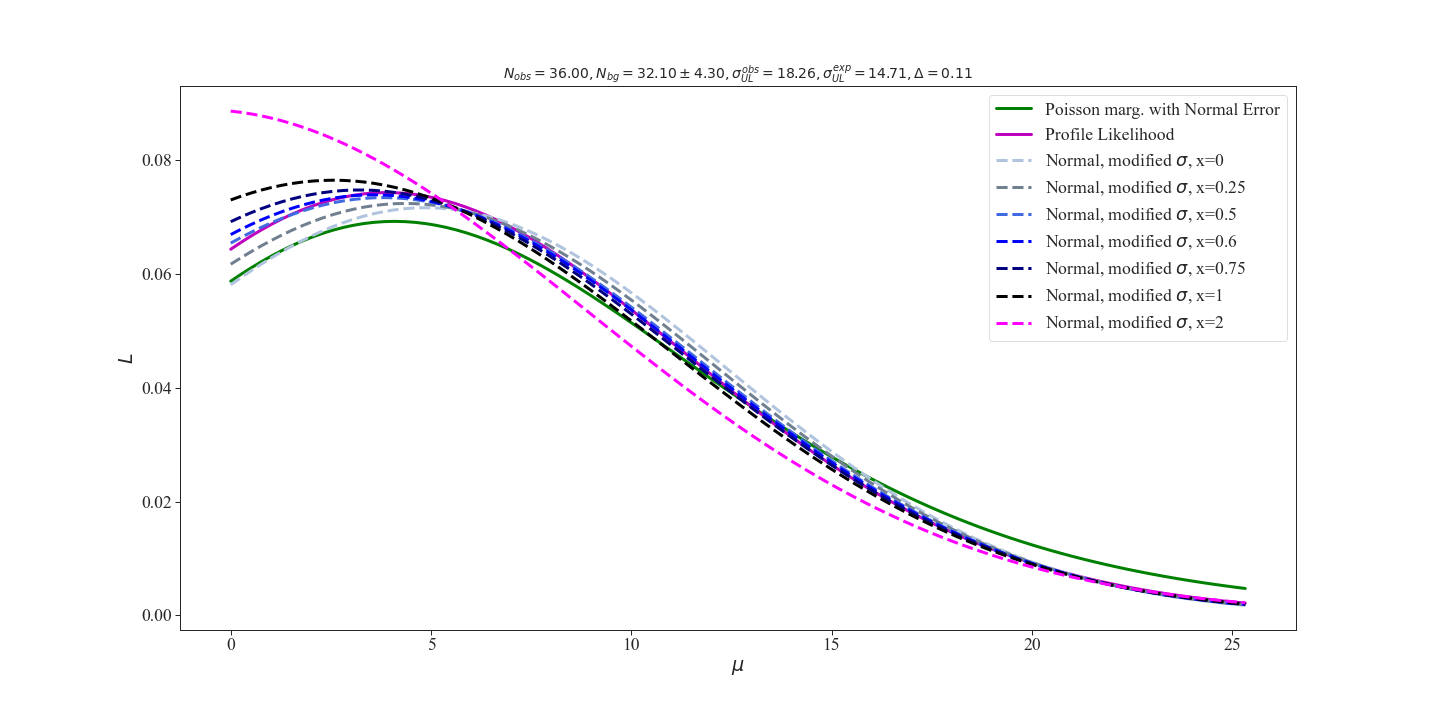 N_obs = 36.00, N_bg = 32.10 ± 4.30, σ_UL^obs = 18.26, σ_UL^exp = 14.71, Δ = 0.11
Poisson marg. with Normal Error
Profile Likelihood
Normal, modified σ, x=0
Normal, modified σ, x=0.25
Normal, modified σ, x=0.5
Normal, modified σ, x=0.6
Normal, modified σ, x=0.75
Normal, modified σ, x=1
Normal, modified σ, x=2
0.08
0.06
L
0.04
0.02
0.00
0 5 10 15 20 25
μ